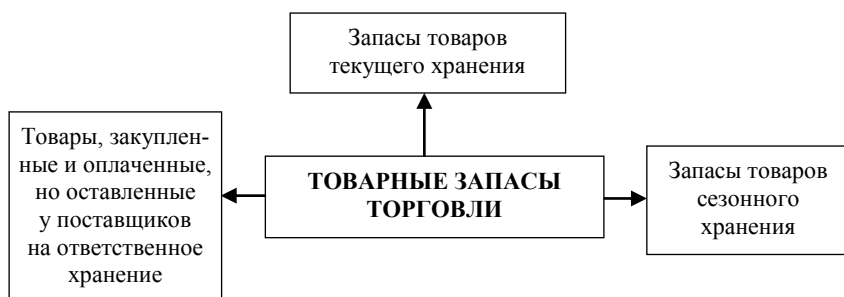 Запасы товаров
текущего хранения
Товары, закуплен-
ные и оплаченные,
но оставленные
у поставщиков
на ответственное
хранение
ТОВАРНЫЕ ЗАПАСЫ
ТОРГОВЛИ
Запасы товаров
сезонного
хранения